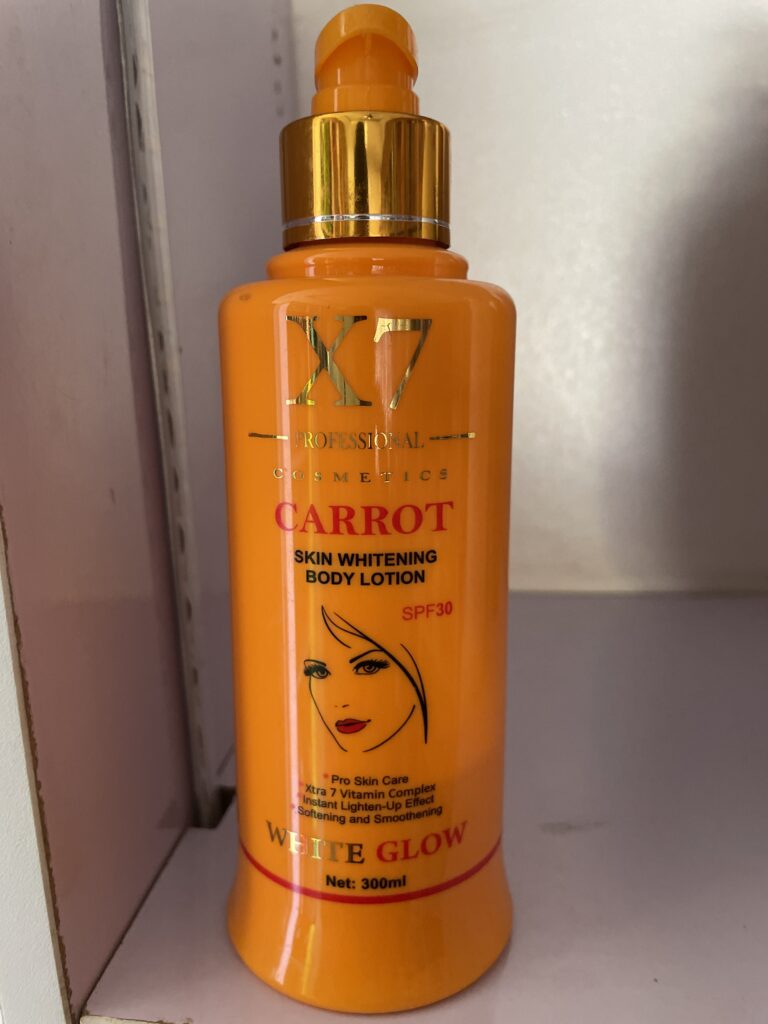 X7
PROFESSIONAL
COSMETICS
CARROT
SKIN WHITENING
BODY LOTION
SPF30
*Pro Skin Care
*Xtra 7 Vitamin Complex
*Instant Lighten-Up Effect
*Softening and Smoothening
WHITE GLOW
Net: 300ml